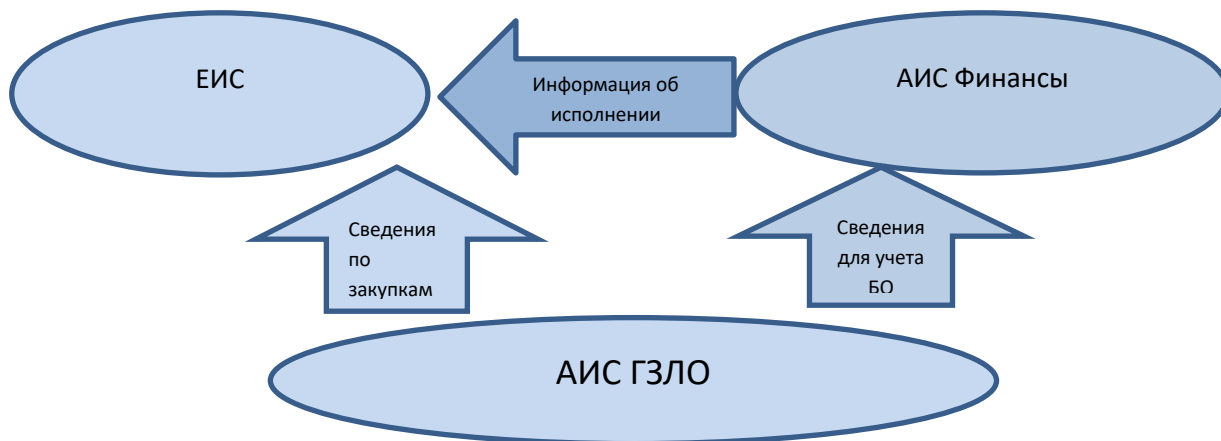 ЕИС
АИС Финансы
Информация об
исполнении
Сведения
по
закупкам
Сведения
для учета
БО
АИС ГЗЛО